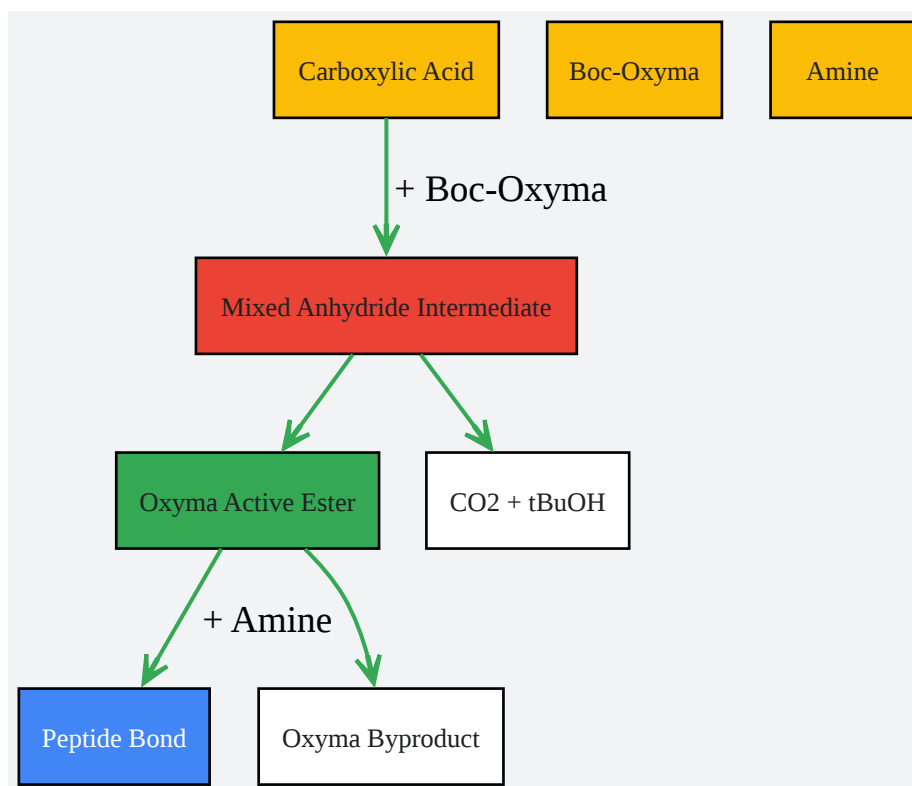 Carboxylic Acid
Boc-Oxyma
Amine
+ Boc-Oxyma
Mixed Anhydride Intermediate
Oxyma Active Ester
CO2 + tBuOH
+ Amine
Peptide Bond
Oxyma Byproduct